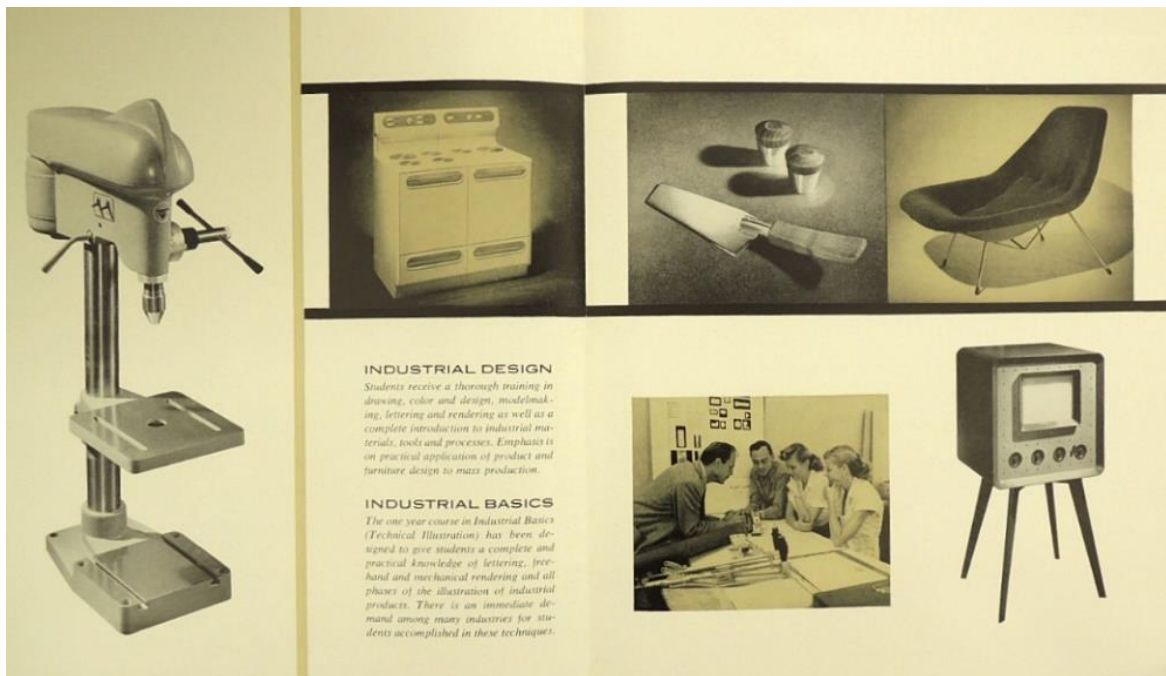 INDUSTRIAL DESIGN
Students receive a thorough training in
drawing, color and design, modelmak-
ing, lettering and rendering as well as a
complete introduction to industrial ma-
terials, tools and processes. Emphasis is
on practical application of product and
furniture design to mass production.
INDUSTRIAL BASICS
The one year course in Industrial Basics
(Technical Illustration) has been de-
signed to give students a complete and
practical knowledge of lettering, free-
hand and mechanical rendering and all
phases of the illustration of industrial
products. There is an immediate de-
mand among many industries for stu-
dents accomplished in these techniques.